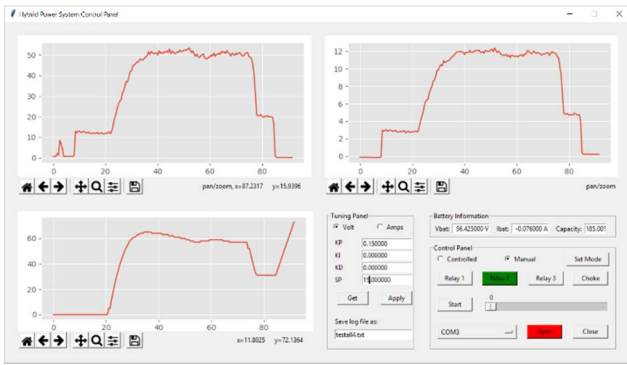 Hybrid Power System Control Panel
50
40
30
20
10
0
0 20 40 60 80
pan/zoom, x=87.2317 y=15.9396
12
10
8
6
4
2
0
0 20 40 60 80
pan/zoom
60
40
20
0
0 20 40 60 80
x=11.8025 y=72.1364
Tuning Panel
Volt Amps
KP 0.150000
KI 0.000000
KD 0.000000
SP 15.000000
Get Apply
Save log file as:
Battery Information
Vbat: 56.425000 V Ibat: -0.076000 A Capacity: 185.001
Control Panel
Controlled Manual Set Mode
Relay 1 Relay 2 Relay 3 Choke
Start 0
COM3 Open Close